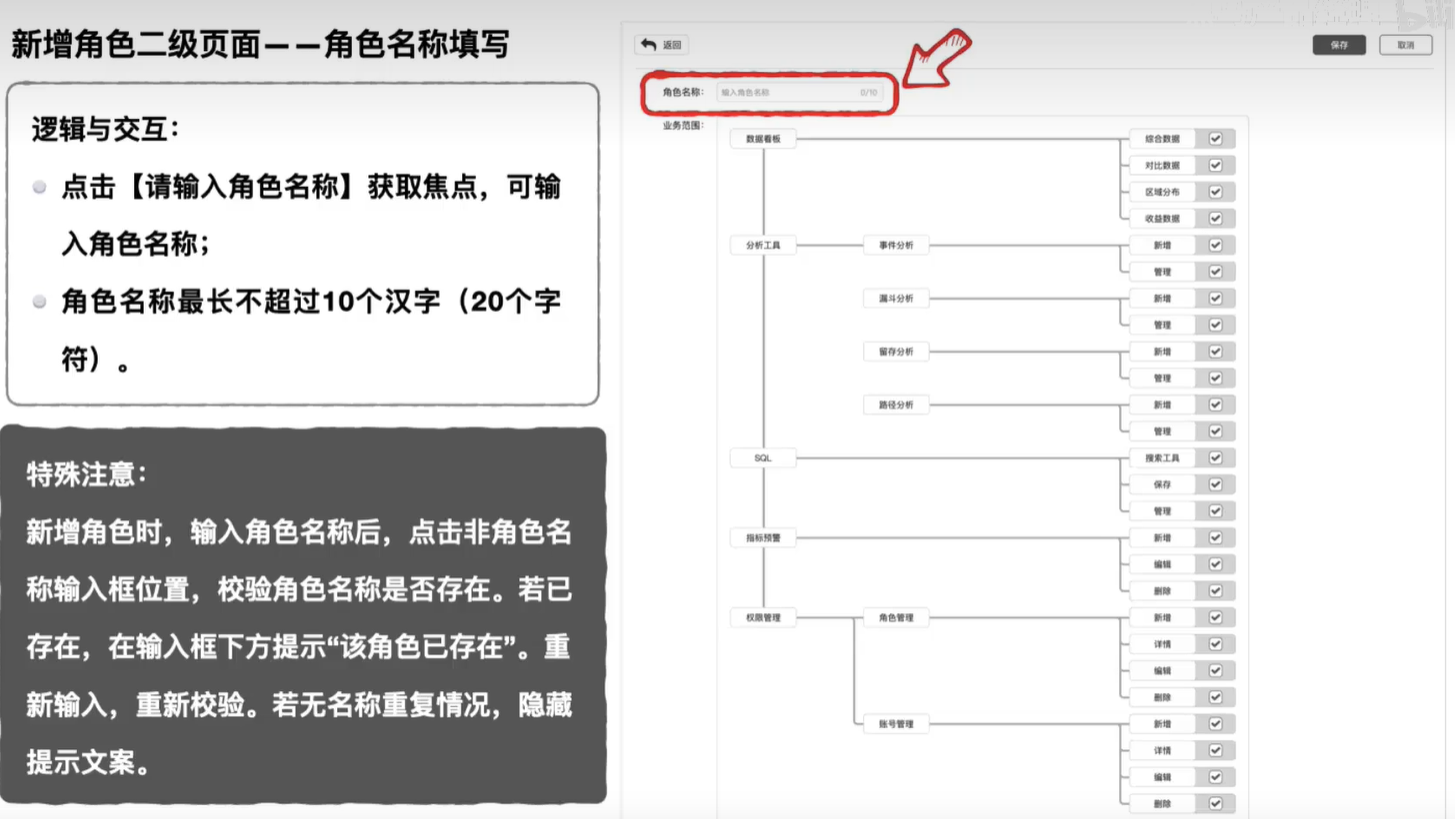 新增角色二级页面——角色名称填写
逻辑与交互：
点击【请输入角色名称】获取焦点，可输
入角色名称；
角色名称最长不超过10个汉字（20个字
符）。
特殊注意：
新增角色时，输入角色名称后，点击非角色名
称输入框位置，校验角色名称是否存在。若已
存在，在输入框下方提示“该角色已存在”。重
新输入，重新校验。若无名称重复情况，隐藏
提示文案。
返回
保存
取消
角色名称：
输入角色名称
0/10
业务范围：
数据看板
综合数据
对比数据
区域分布
收益数据
分析工具
事件分析
新增
管理
漏斗分析
新增
管理
留存分析
新增
管理
路径分析
新增
管理
SQL
搜索工具
保存
管理
指标预警
新增
编辑
删除
权限管理
角色管理
新增
详情
编辑
删除
账号管理
新增
详情
编辑
删除